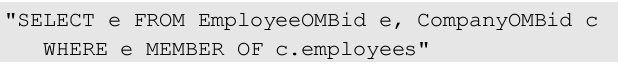 "SELECT e FROM EmployeeOMBid e, CompanyOMBid c
WHERE e MEMBER OF c.employees"